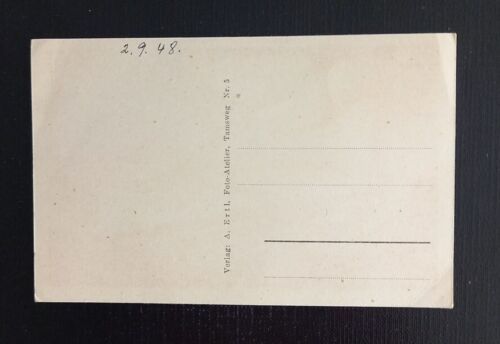 2. 9. 48.
Verlag: A. Ertl, Foto-Atelier, Tamsweg Nr. 5